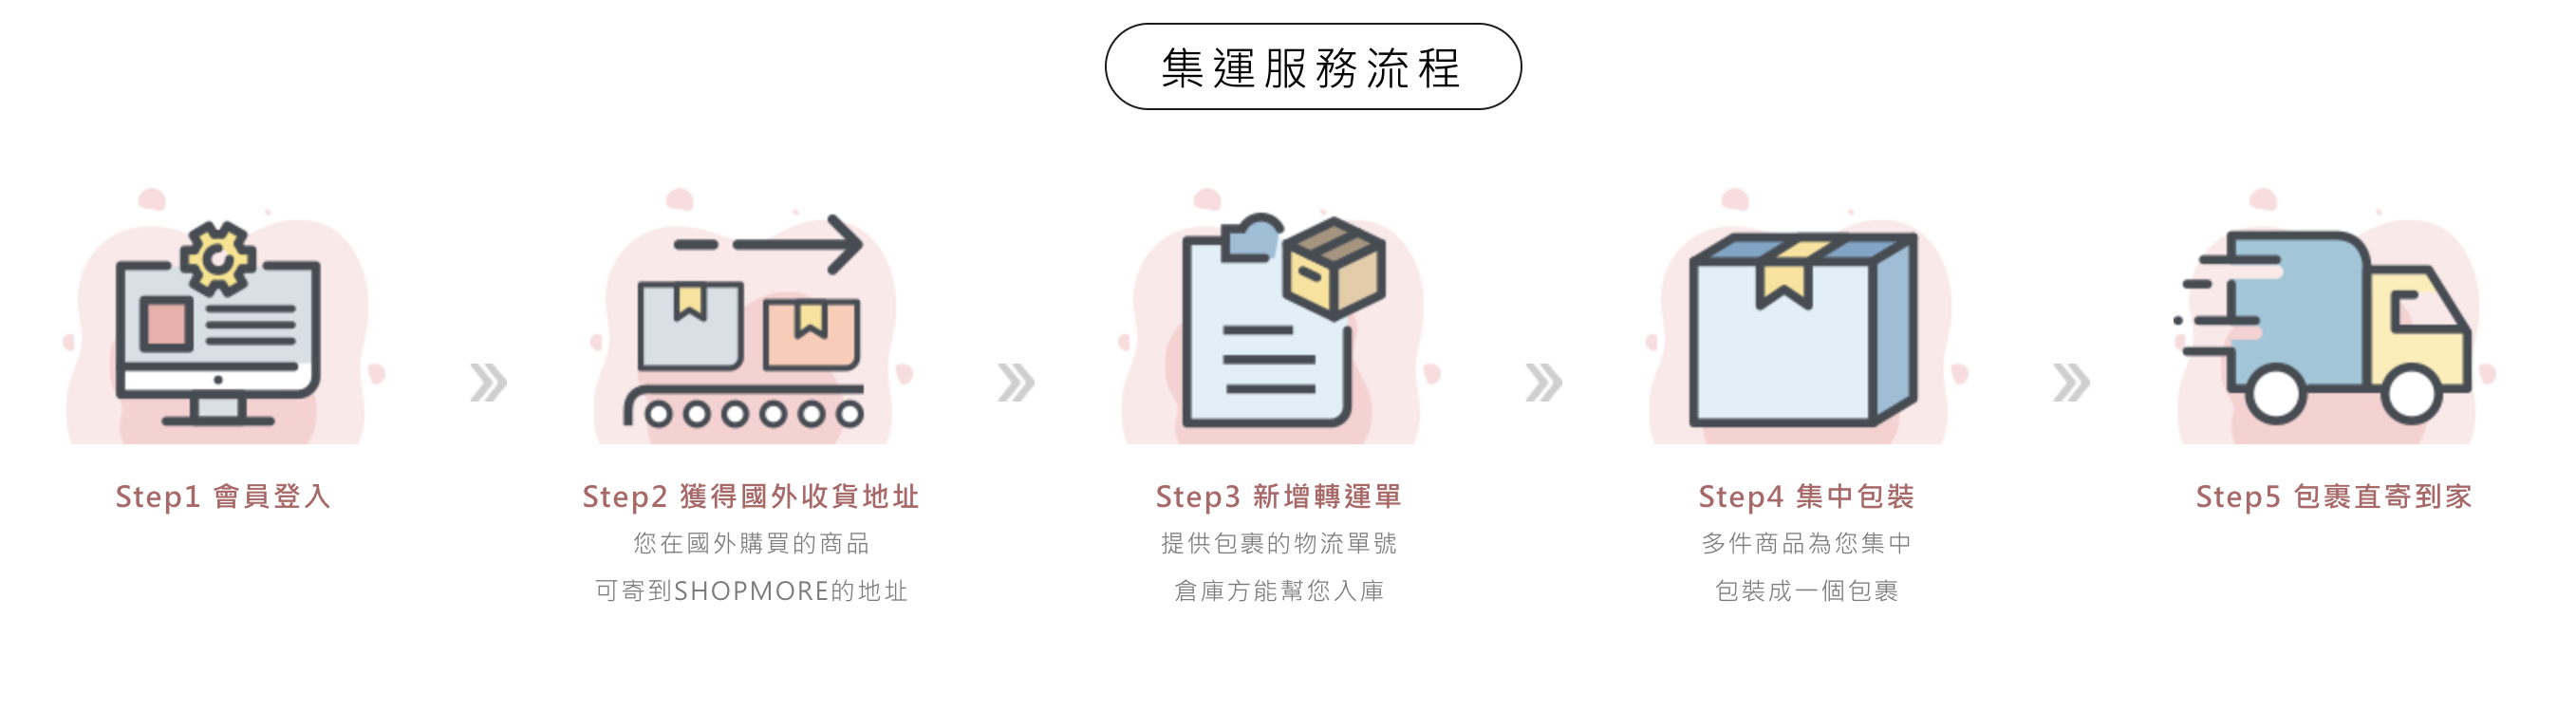 集運服務流程
Step1 會員登入
Step2 獲得國外收貨地址
您在國外購買的商品
可寄到SHOPMORE的地址
Step3 新增轉運單
提供包裹的物流單號
倉庫方能幫您入庫
Step4 集中包裝
多件商品為您集中
包裝成一個包裹
Step5 包裹直寄到家